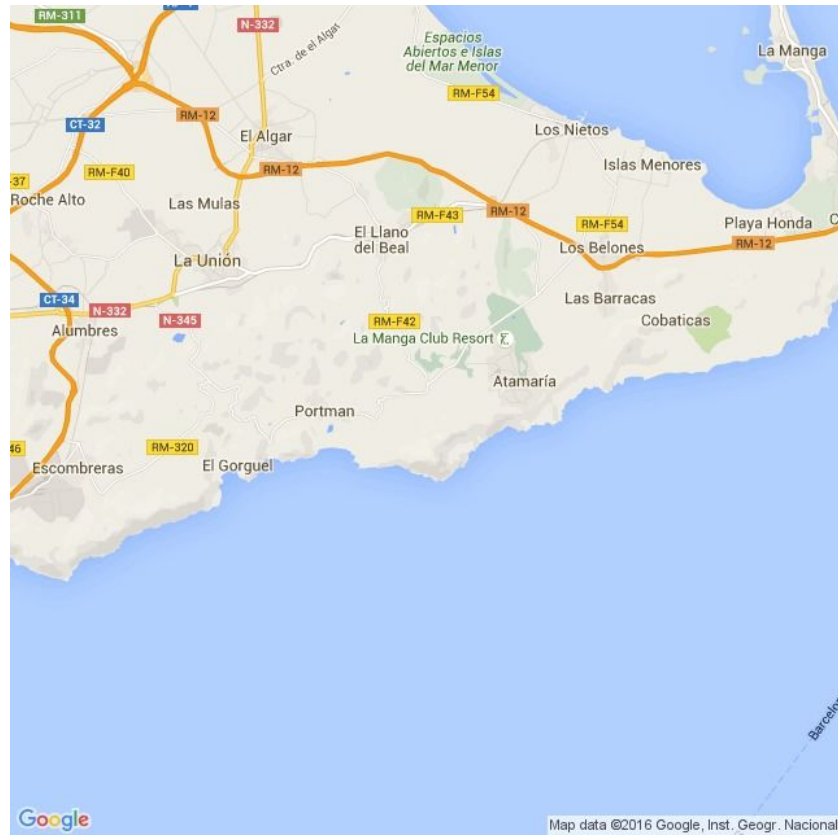 RM-311
N-332
Ctra. de el Algar
Espacios
Abiertos e Islas
del Mar Menor
La Manga
RM-F54
CT-32
RM-12
El Algar
Los Nietos
RM-12
Islas Menores
RM-F40
-37
Roche Alto
Las Mulas
RM-F43
RM-12
RM-F54
Playa Honda
El Llano
del Beal
La Unión
Los Belones
RM-12
CT-34
N-332
N-345
RM-F42
Las Barracas
Cobaticas
Alumbres
La Manga Club Resort
Atamaría
Portman
46
RM-320
Escombreras
El Gorguel
Google
Map data ©2016 Google, Inst. Geogr. Nacional